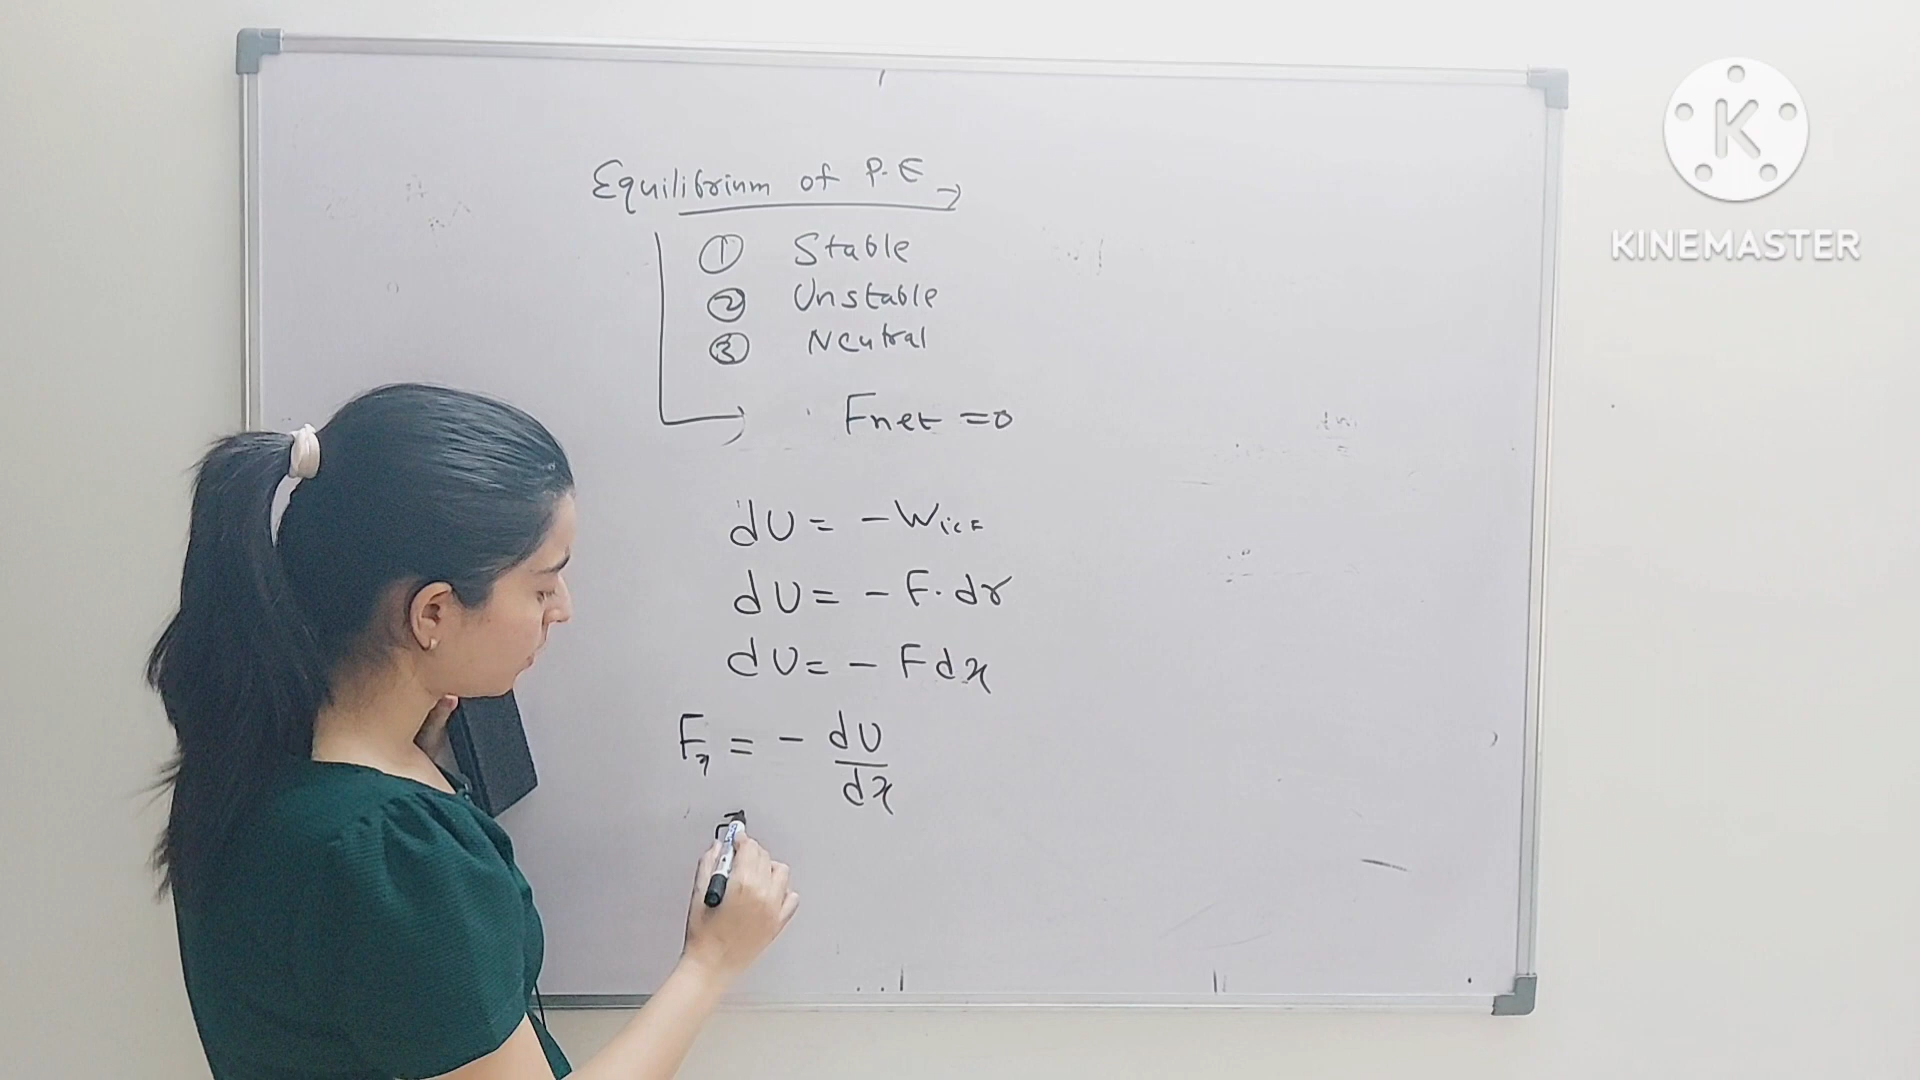 Equilibrium of P.E →
① Stable
② Unstable
③ Neutral
Fnet = 0
dU = - WicF
dU = - F. dr
dU = - F dx
Fx = - dU/dx
K
KINEMASTER